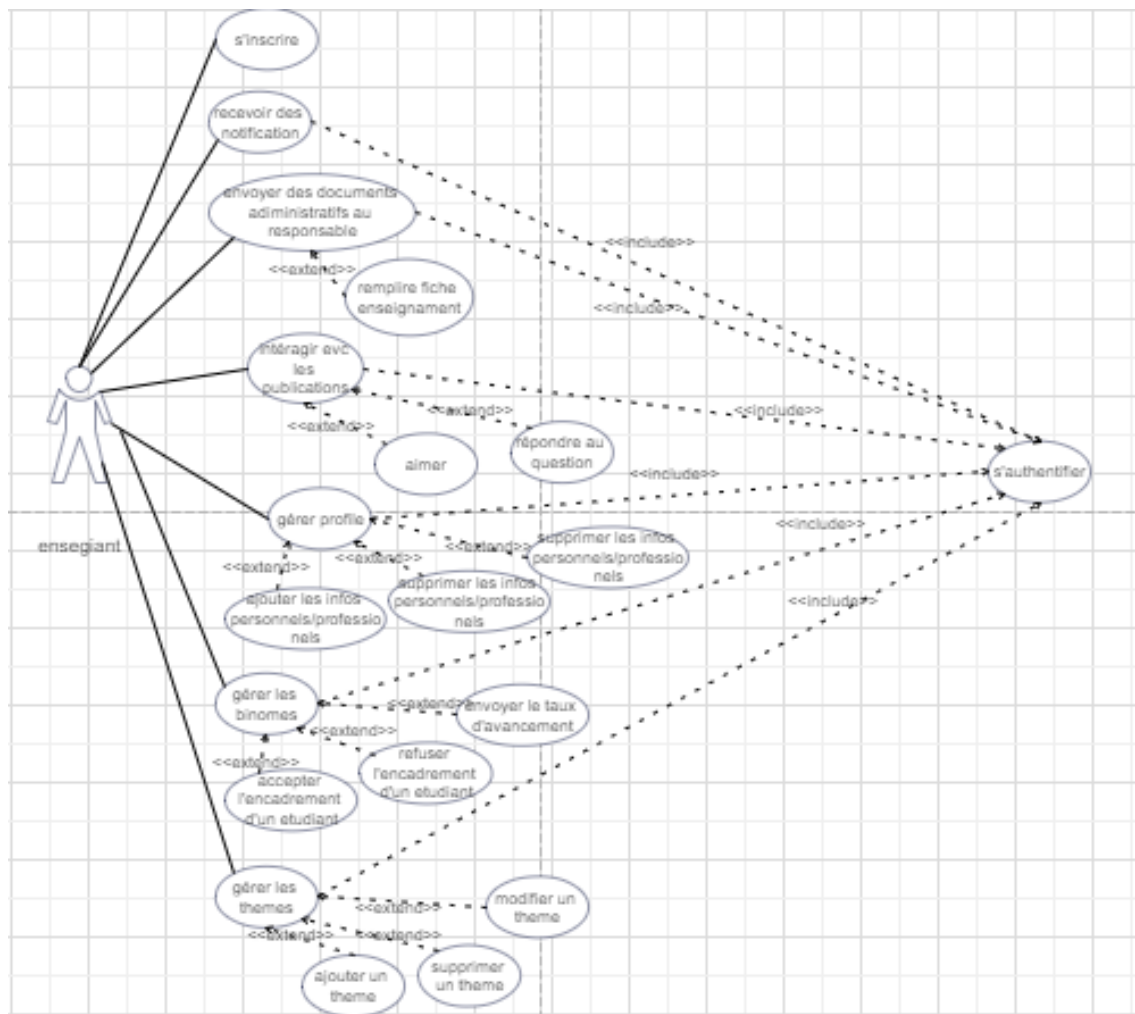 s'inscrire
recevoir des
notification
envoyer des documents
adiministratifs au
responsable
<<include>>
<<extend>>
remplire fiche
enseignament
<<include>>
intéragir evc
les
publications
<<extend>>
<<include>>
<<extend>>
répondre au
question
aimer
<<include>>
s'authentifier
gérer profile
<<include>>
ensegiant
<<extend>>
supprimer les infos
personnels/professio
nels
<<extend>>
<<extend>>
supprimer les infos
personnels/professio
nels
ajouter les infos
personnels/professio
nels
<<include>>
gérer les
binomes
<<extend>>
envoyer le taux
d'avancement
<<extend>>
<<extend>>
refuser
l'encadrement
d'un etudiant
accepter
l'encadrement
d'un etudiant
gérer les
themes
<<extend>>
modifier un
theme
<<extend>>
<<extend>>
ajouter un
theme
supprimer
un theme